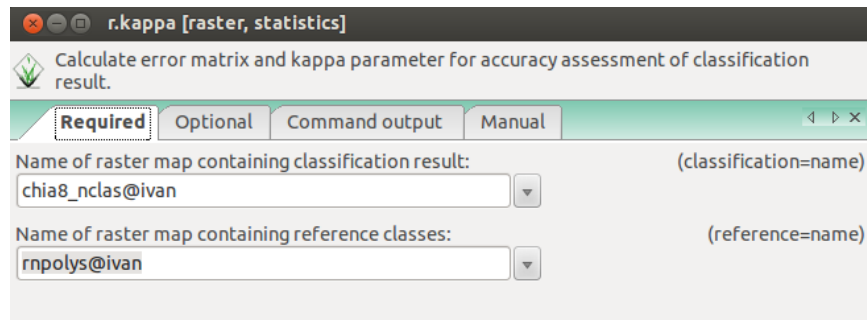 r.kappa [raster, statistics]
Calculate error matrix and kappa parameter for accuracy assessment of classification
result.
Required Optional Command output Manual
Name of raster map containing classification result: (classification=name)
chia8_nclas@ivan
Name of raster map containing reference classes: (reference=name)
rnpolys@ivan